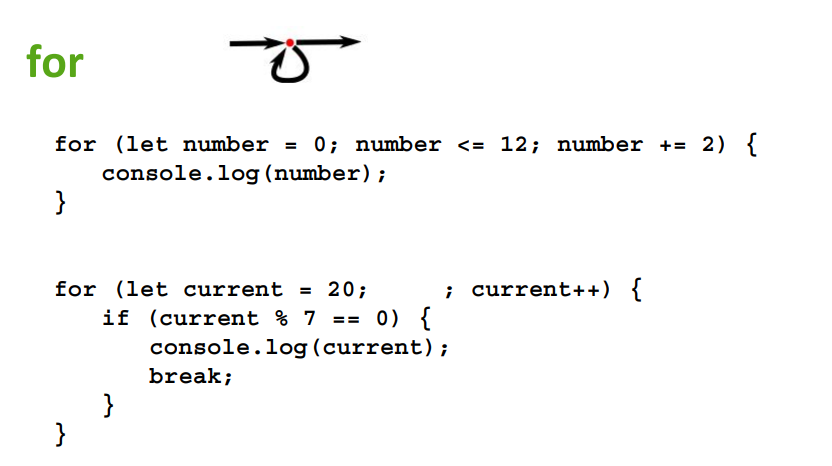 for
for (let number = 0; number <= 12; number += 2) {
    console.log(number);
}
for (let current = 20;     ; current++) {
    if (current % 7 == 0) {
        console.log(current);
        break;
    }
}